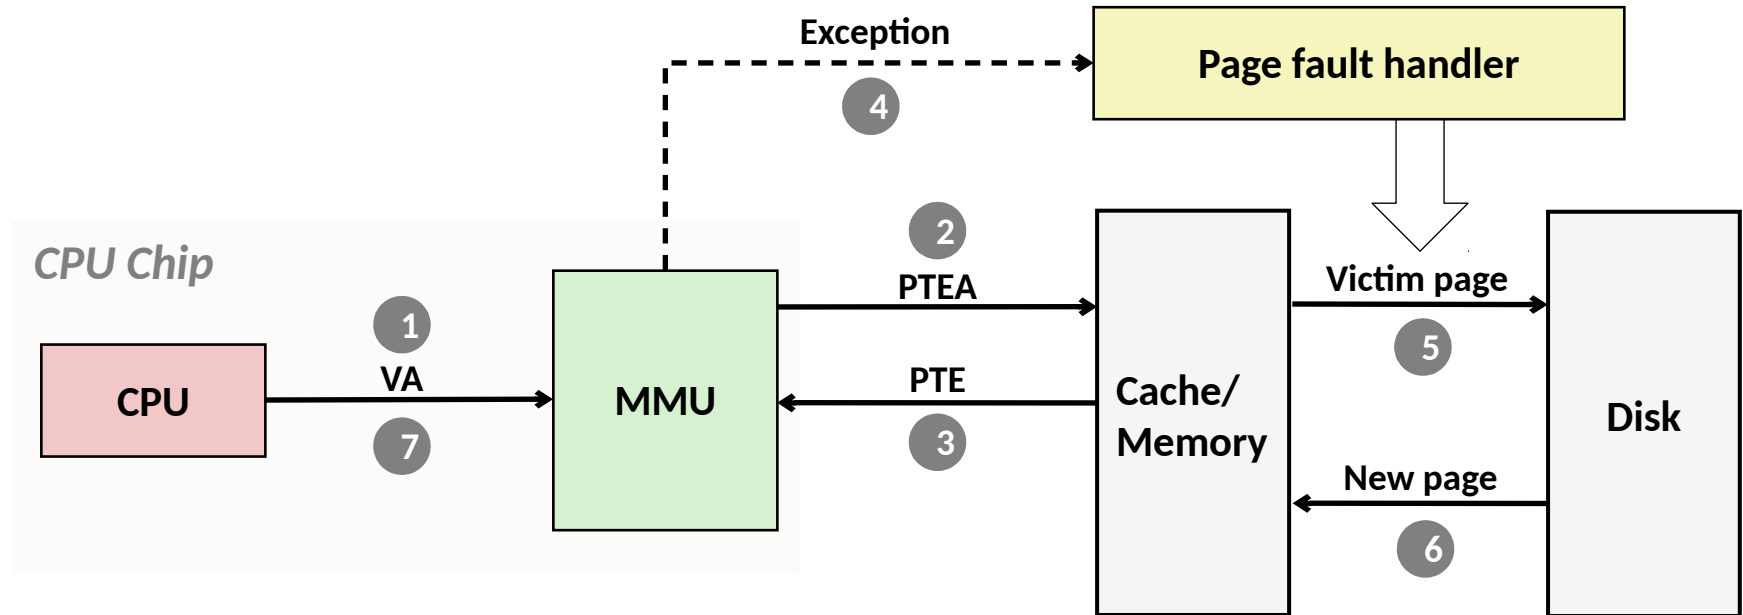 Exception
Page fault handler
4
2
CPU Chip
PTEA
Victim page
1
5
VA
PTE
CPU
MMU
Cache/
Memory
Disk
7
3
New page
6